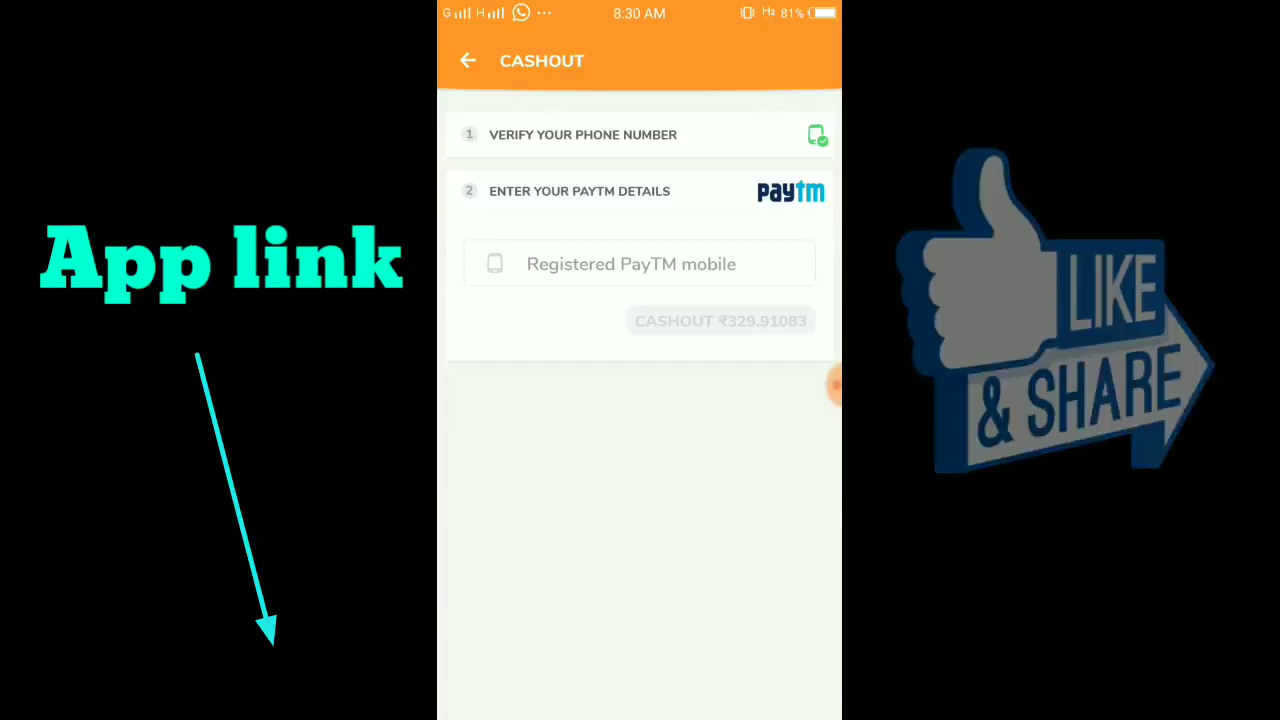 G H ... 8:30 AM Hz 81%
CASHOUT
1 VERIFY YOUR PHONE NUMBER
2 ENTER YOUR PAYTM DETAILS paytm
Registered PayTM mobile
CASHOUT ₹329.91083
App link
LIKE
& SHARE